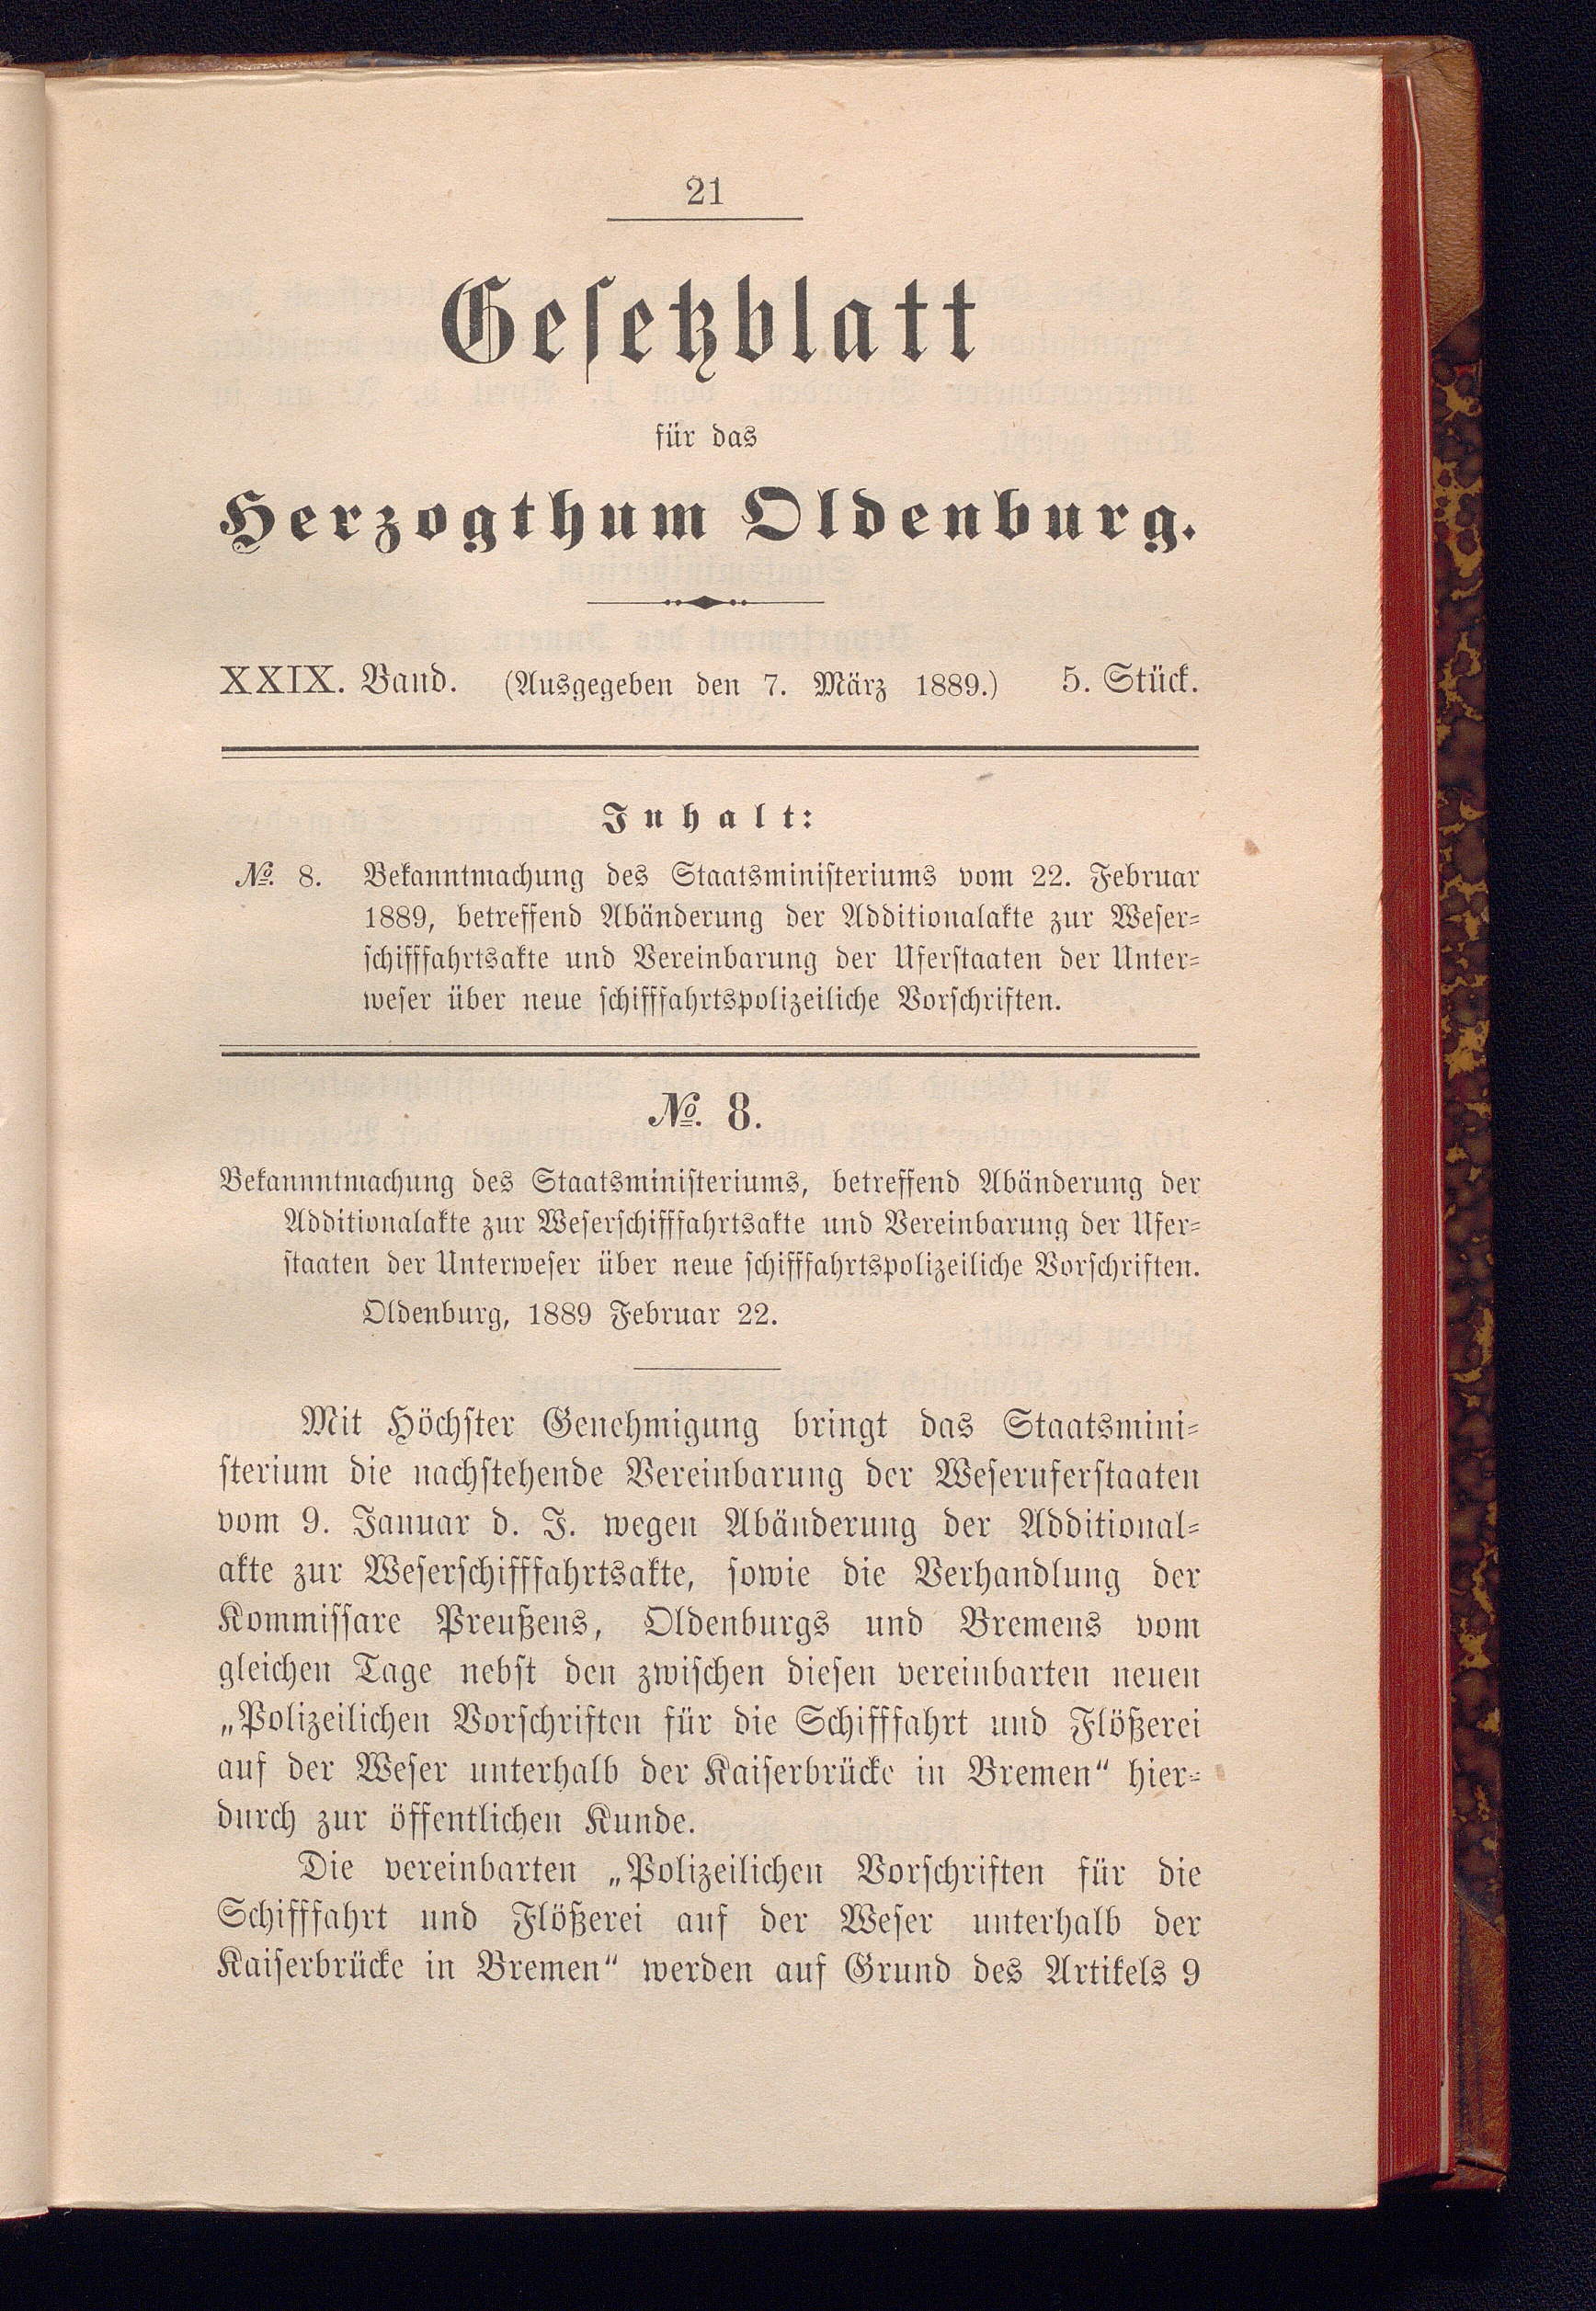 21
Gesetzblatt
für das
Herzogthum Oldenburg.
XXIX. Band. (Ausgegeben den 7. März 1889.) 5. Stück.
Inhalt:
№. 8. Bekanntmachung des Staatsministeriums vom 22. Februar
1889, betreffend Abänderung der Additionalakte zur Weser-
schifffahrtsakte und Vereinbarung der Uferstaaten der Unter-
weser über neue schifffahrtspolizeiliche Vorschriften.
№. 8.
Bekannntmachung des Staatsministeriums, betreffend Abänderung der
Additionalakte zur Weserschifffahrtsakte und Vereinbarung der Ufer-
staaten der Unterweser über neue schifffahrtspolizeiliche Vorschriften.
Oldenburg, 1889 Februar 22.
Mit Höchster Genehmigung bringt das Staatsmini-
sterium die nachstehende Vereinbarung der Weseruferstaaten
vom 9. Januar d. J. wegen Abänderung der Additional-
akte zur Weserschifffahrtsakte, sowie die Verhandlung der
Kommissare Preußens, Oldenburgs und Bremens vom
gleichen Tage nebst den zwischen diesen vereinbarten neuen
„Polizeilichen Vorschriften für die Schifffahrt und Flößerei
auf der Weser unterhalb der Kaiserbrücke in Bremen“ hier-
durch zur öffentlichen Kunde.
Die vereinbarten „Polizeilichen Vorschriften für die
Schifffahrt und Flößerei auf der Weser unterhalb der
Kaiserbrücke in Bremen“ werden auf Grund des Artikels 9